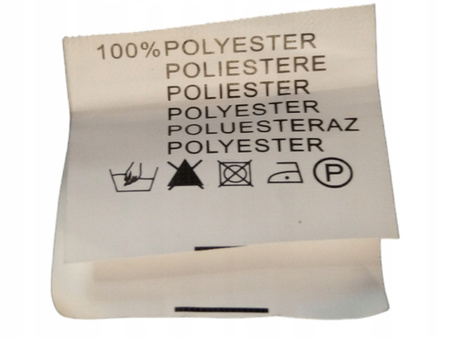 100% POLYESTER
POLIESTERE
POLIESTER
POLYESTER
POLUESTERAZ
POLYESTER
P